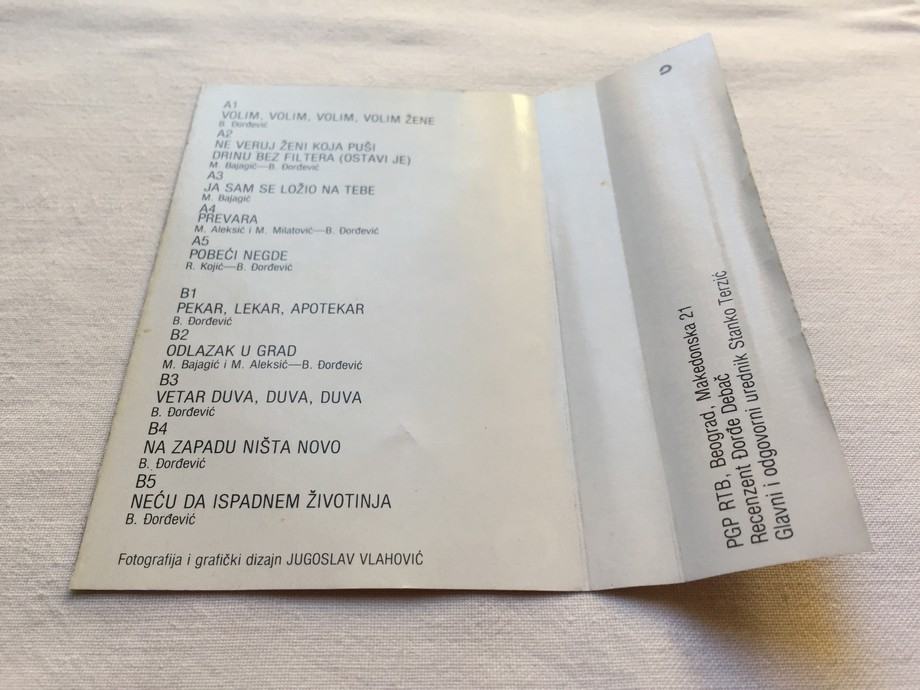 A1
VOLIM, VOLIM, VOLIM, VOLIM ŽENE
B. Đorđević
A2
NE VERUJ ŽENI KOJA PUŠI
DRINU BEZ FILTERA (OSTAVI JE)
M. Bajagić—B. Đorđević
A3
JA SAM SE LOŽIO NA TEBE
M. Bajagić
A4
PREVARA
M. Aleksić i M. Milatović—B. Đorđević
A5
POBEĆI NEGDE
R. Kojić—B. Đorđević
B1
PEKAR, LEKAR, APOTEKAR
B. Đorđević
B2
ODLAZAK U GRAD
M. Bajagić i M. Aleksić—B. Đorđević
B3
VETAR DUVA, DUVA, DUVA
B. Đorđević
B4
NA ZAPADU NIŠTA NOVO
B. Đorđević
B5
NEĆU DA ISPADNEM ŽIVOTINJA
B. Đorđević
Fotografija i grafički dizajn JUGOSLAV VLAHOVIĆ
PGP RTB, Beograd, Makedonska 21
Recenzent Đorđe Debač
Glavni i odgovorni urednik Stanko Terzić